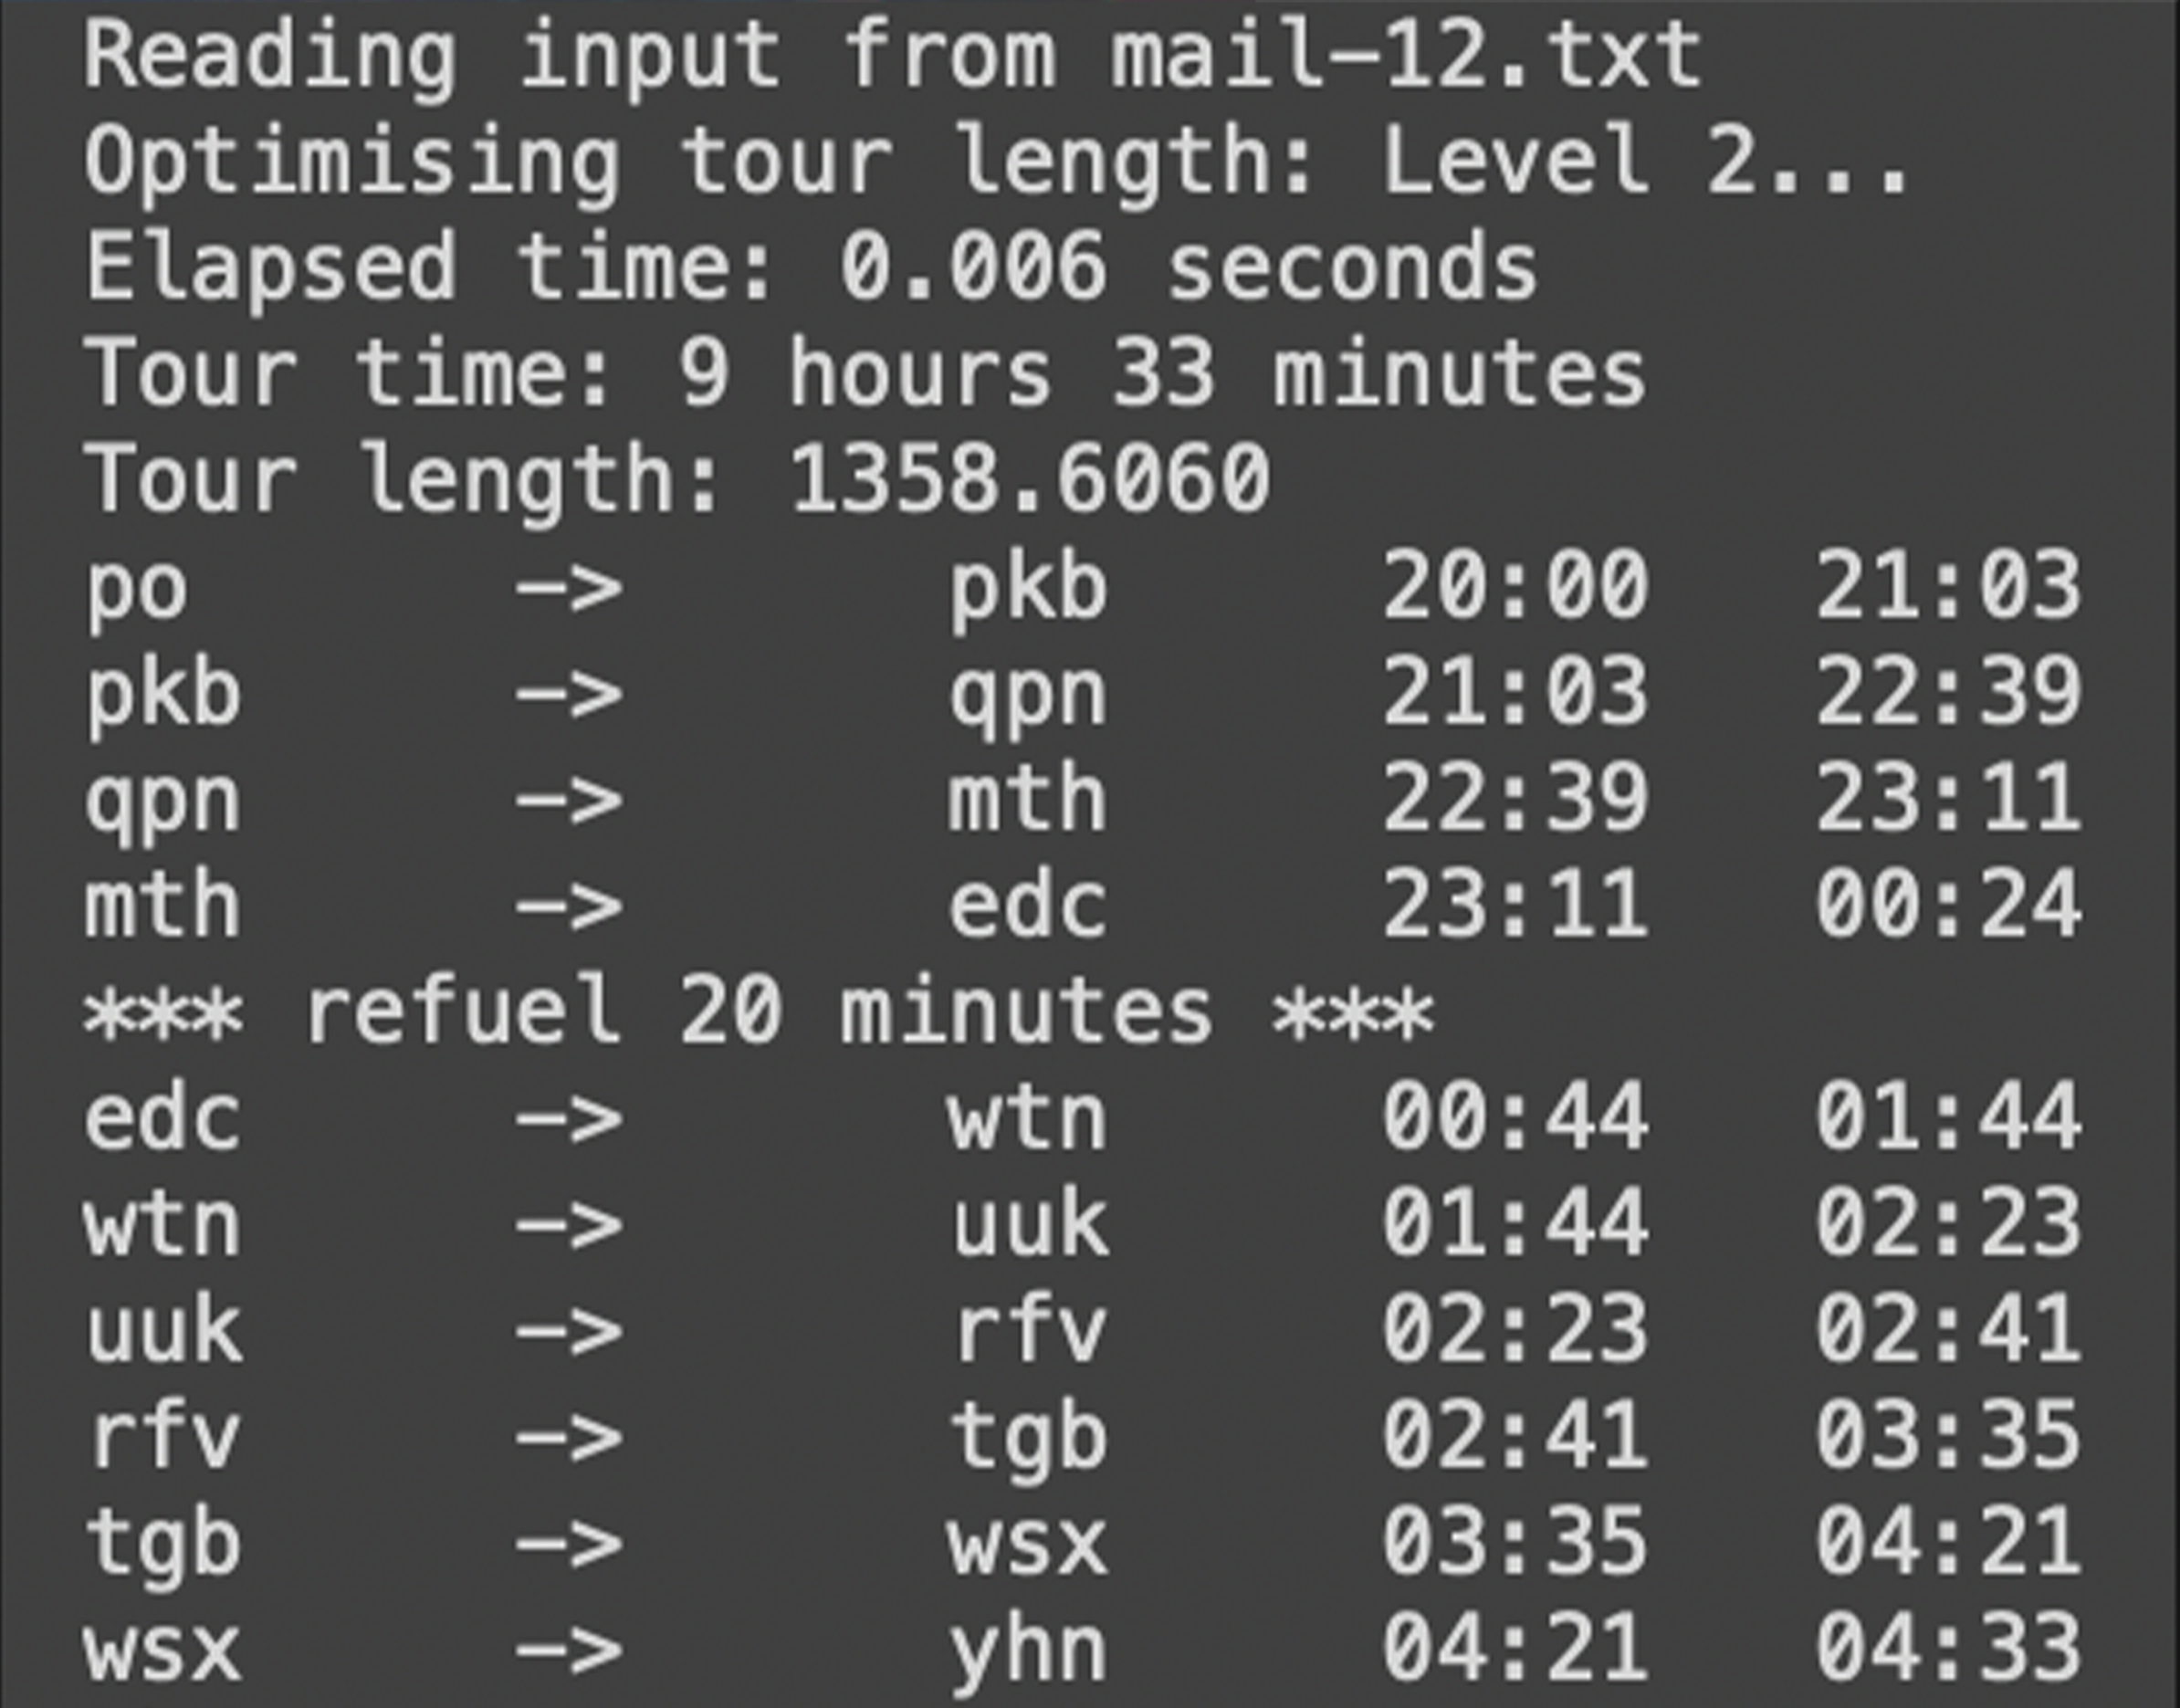 Reading input from mail-12.txt
Optimising tour length: Level 2...
Elapsed time: 0.006 seconds
Tour time: 9 hours 33 minutes
Tour length: 1358.6060
po -> pkb 20:00 21:03
pkb -> qpn 21:03 22:39
qpn -> mth 22:39 23:11
mth -> edc 23:11 00:24
*** refuel 20 minutes ***
edc -> wtn 00:44 01:44
wtn -> uuk 01:44 02:23
uuk -> rfv 02:23 02:41
rfv -> tgb 02:41 03:35
tgb -> wsx 03:35 04:21
wsx -> yhn 04:21 04:33